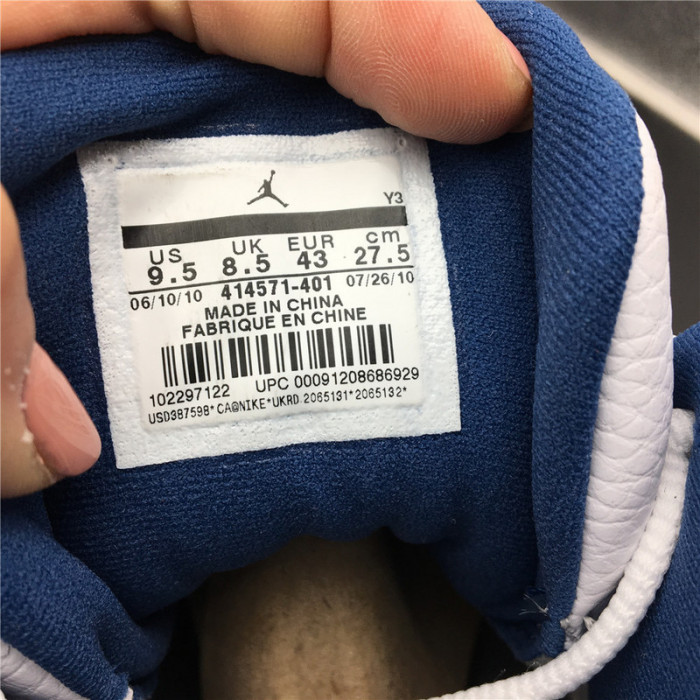 Y3
US UK EUR cm
9.5 8.5 43 27.5
06/10/10 414571-401 07/26/10
MADE IN CHINA
FABRIQUE EN CHINE
102297122 UPC 00091208686929
USD387598*CA@NIKE*UKRD.2065131*2065132*